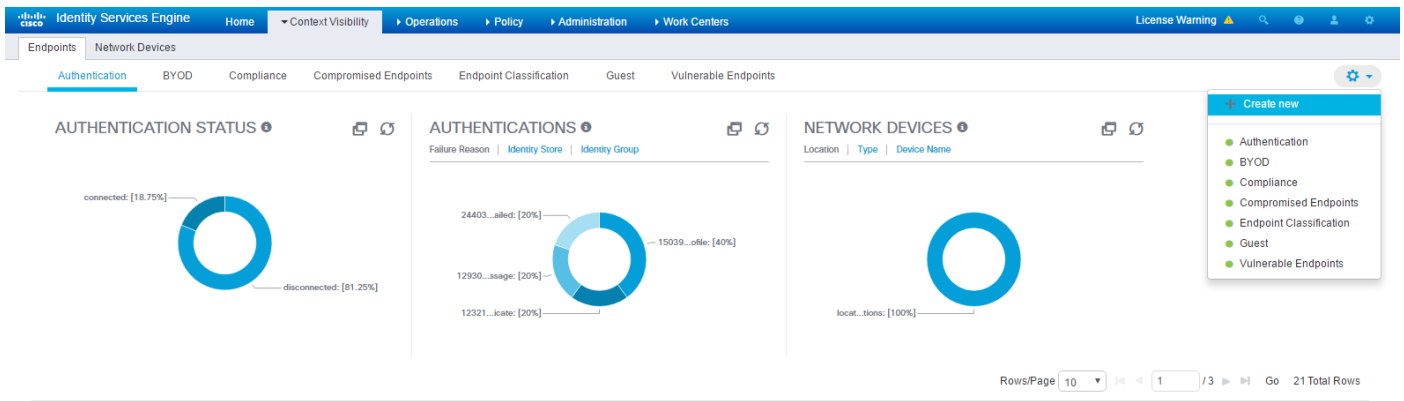 cisco Identity Services Engine Home Context Visibility Operations Policy Administration Work Centers License Warning
Endpoints Network Devices
Authentication BYOD Compliance Compromised Endpoints Endpoint Classification Guest Vulnerable Endpoints
Create new
Authentication
BYOD
Compliance
Compromised Endpoints
Endpoint Classification
Guest
Vulnerable Endpoints
AUTHENTICATION STATUS
connected: [18.75%]
disconnected: [81.25%]
AUTHENTICATIONS
Failure Reason | Identity Store | Identity Group
24403...ailed: [20%]
15039...ofile: [40%]
12930...ssage: [20%]
12321...icate: [20%]
NETWORK DEVICES
Location | Type | Device Name
locat...tions: [100%]
Rows/Page 10 1 / 3 Go 21 Total Rows